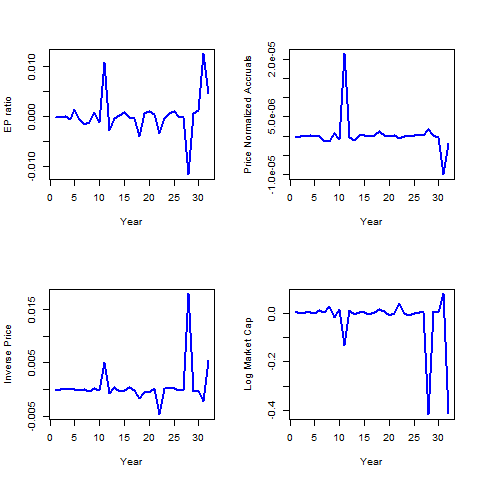 EP ratio
0.010
0.000
-0.010
0 5 10 15 20 25 30
Year
Price Normalized Accruals
2.0e-05
5.0e-06
-1.0e-05
0 5 10 15 20 25 30
Year
Inverse Price
0.015
0.005
-0.005
0 5 10 15 20 25 30
Year
Log Market Cap
0.0
-0.2
-0.4
0 5 10 15 20 25 30
Year